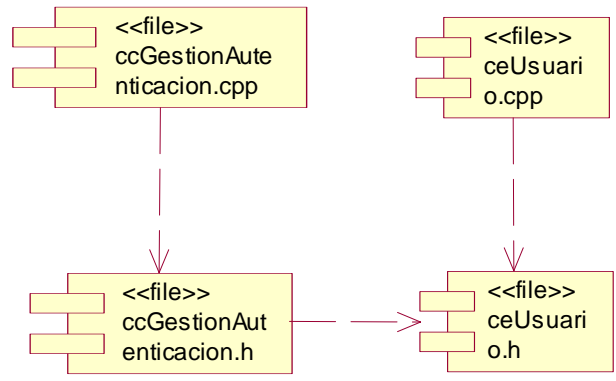 <<file>>
ccGestionAute
nticacion.cpp
<<file>>
ceUsuari
o.cpp
<<file>>
ccGestionAut
enticacion.h
<<file>>
ceUsuari
o.h